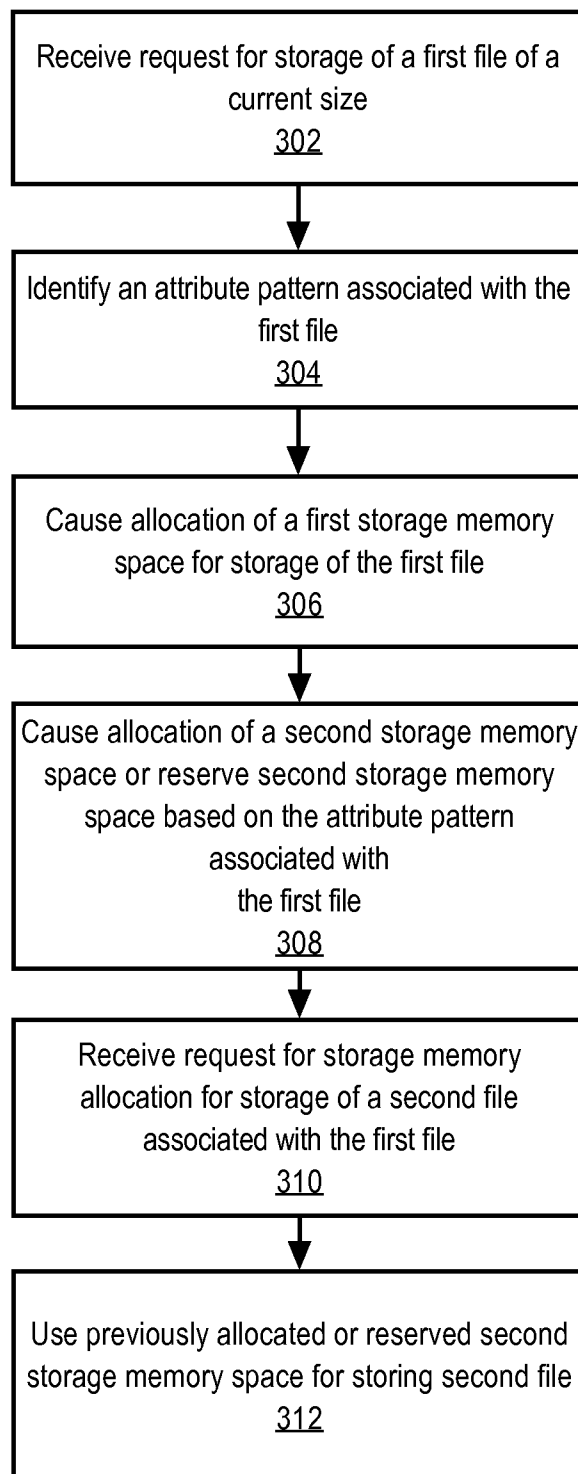 Receive request for storage of a first file of a
current size
302
Identify an attribute pattern associated with the
first file
304
Cause allocation of a first storage memory
space for storage of the first file
306
Cause allocation of a second storage memory
space or reserve second storage memory
space based on the attribute pattern
associated with
the first file
308
Receive request for storage memory
allocation for storage of a second file
associated with the first file
310
Use previously allocated or reserved second
storage memory space for storing second file
312